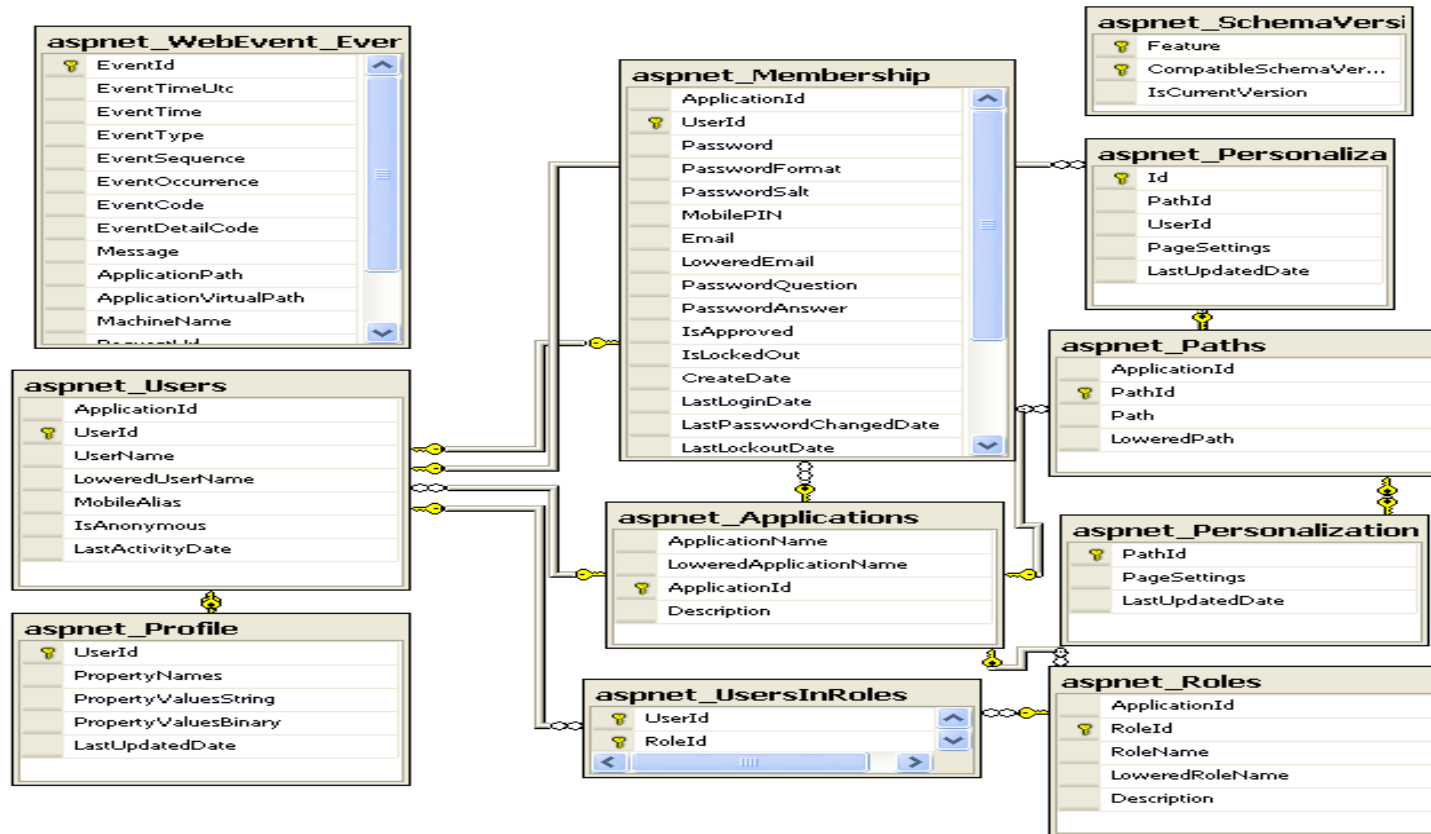 aspnet_WebEvent_Ever
EventId
EventTimeUtc
EventTime
EventType
EventSequence
EventOccurrence
EventCode
EventDetailCode
Message
ApplicationPath
ApplicationVirtualPath
MachineName
aspnet_Membership
ApplicationId
UserId
Password
PasswordFormat
PasswordSalt
MobilePIN
Email
LoweredEmail
PasswordQuestion
PasswordAnswer
IsApproved
IsLockedOut
CreateDate
LastLoginDate
LastPasswordChangedDate
LastLockoutDate
aspnet_SchemaVersi
Feature
CompatibleSchemaVer...
IsCurrentVersion
aspnet_Personaliza
Id
PathId
UserId
PageSettings
LastUpdatedDate
aspnet_Paths
ApplicationId
PathId
Path
LoweredPath
aspnet_Users
ApplicationId
UserId
UserName
LoweredUserName
MobileAlias
IsAnonymous
LastActivityDate
aspnet_Applications
ApplicationName
LoweredApplicationName
ApplicationId
Description
aspnet_Personalization
PathId
PageSettings
LastUpdatedDate
aspnet_Profile
UserId
PropertyNames
PropertyValuesString
PropertyValuesBinary
LastUpdatedDate
aspnet_UsersInRoles
UserId
RoleId
aspnet_Roles
ApplicationId
RoleId
RoleName
LoweredRoleName
Description